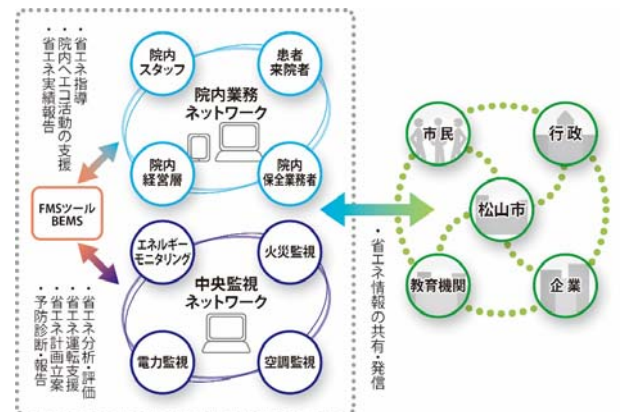 ・省エネ指導
・院内へエコ活動の支援
・省エネ実績報告
院内
スタッフ
患者
来院者
院内業務
ネットワーク
院内
経営層
院内
保全業務者
FMSツール
BEMS
エネルギー
モニタリング
火災監視
中央監視
ネットワーク
電力監視
空調監視
・省エネ分析・評価
・省エネ運転支援
・省エネ計画立案
・予防診断・報告
・省エネ情報の共有・発信
市民
行政
松山市
教育機関
企業